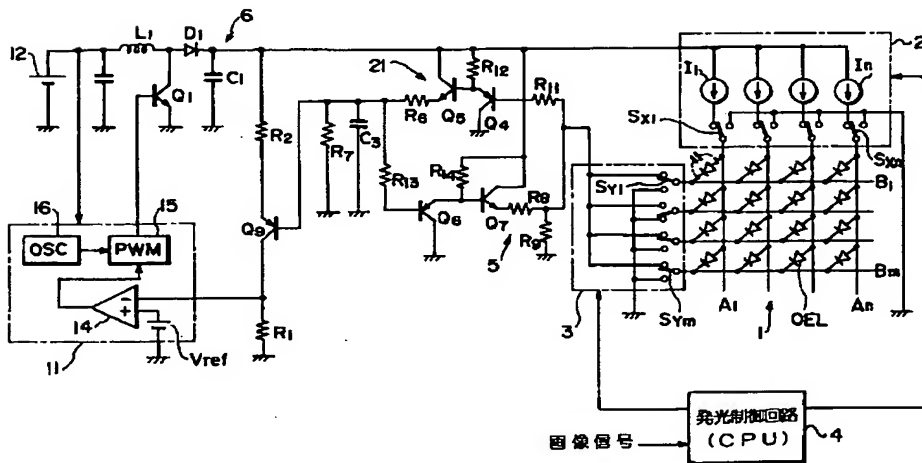 12
L1
D1
6
C1
Q1
21
R12
R11
R6
Q5
Q4
2
I1
In
SX1
R2
R7
C3
R13
R14
Q6
Q7
R8
R9
5
SY1
B1
Q9
16
OSC
15
PWM
14
Vref
11
R1
3
SYm
A1
1
OEL
An
Bm
発光制御回路
(CPU)
4
画像信号